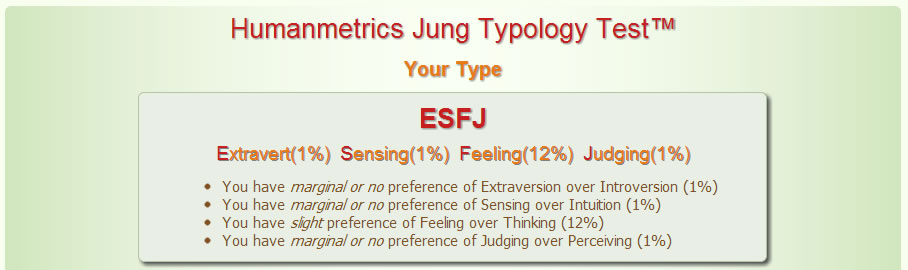 Humanmetrics Jung Typology Test™
Your Type
ESFJ
Extravert(1%) Sensing(1%) Feeling(12%) Judging(1%)
• You have marginal or no preference of Extraversion over Introversion (1%)
• You have marginal or no preference of Sensing over Intuition (1%)
• You have slight preference of Feeling over Thinking (12%)
• You have marginal or no preference of Judging over Perceiving (1%)